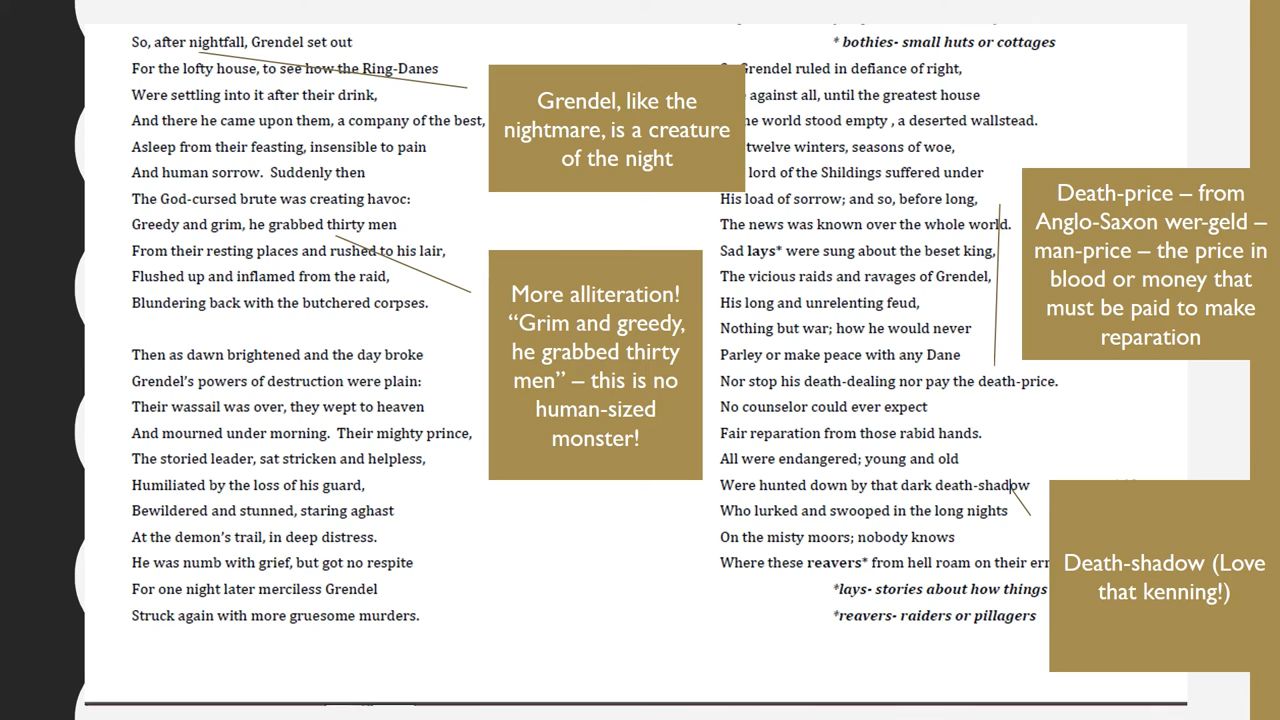 So, after nightfall, Grendel set out
For the lofty house, to see how the Ring-Danes
Were settling into it after their drink,
And there he came upon them, a company of the best,
Asleep from their feasting, insensible to pain
And human sorrow. Suddenly then
The God-cursed brute was creating havoc:
Greedy and grim, he grabbed thirty men
From their resting places and rushed to his lair,
Flushed up and inflamed from the raid,
Blundering back with the butchered corpses.
Then as dawn brightened and the day broke
Grendel's powers of destruction were plain:
Their wassail was over, they wept to heaven
And mourned under morning. Their mighty prince,
The storied leader, sat stricken and helpless,
Humiliated by the loss of his guard,
Bewildered and stunned, staring aghast
At the demon's trail, in deep distress.
He was numb with grief, but got no respite
For one night later merciless Grendel
Struck again with more gruesome murders.
Grendel, like the
nightmare, is a creature
of the night
More alliteration!
“Grim and greedy,
he grabbed thirty
men” – this is no
human-sized
monster!
* bothies- small huts or cottages
Grendel ruled in defiance of right,
against all, until the greatest house
world stood empty , a deserted wallstead.
twelve winters, seasons of woe,
lord of the Shildings suffered under
His load of sorrow; and so, before long,
The news was known over the whole world.
Sad lays* were sung about the beset king,
The vicious raids and ravages of Grendel,
His long and unrelenting feud,
Nothing but war; how he would never
Parley or make peace with any Dane
Nor stop his death-dealing nor pay the death-price.
No counselor could ever expect
Fair reparation from those rabid hands.
All were endangered; young and old
Were hunted down by that dark death-shadow
Who lurked and swooped in the long nights
On the misty moors; nobody knows
Where these reavers* from hell roam on their
*lays- stories about how things
*reavers- raiders or pillagers
Death-price – from
Anglo-Saxon wer-geld –
man-price – the price in
blood or money that
must be paid to make
reparation
Death-shadow (Love
that kenning!)